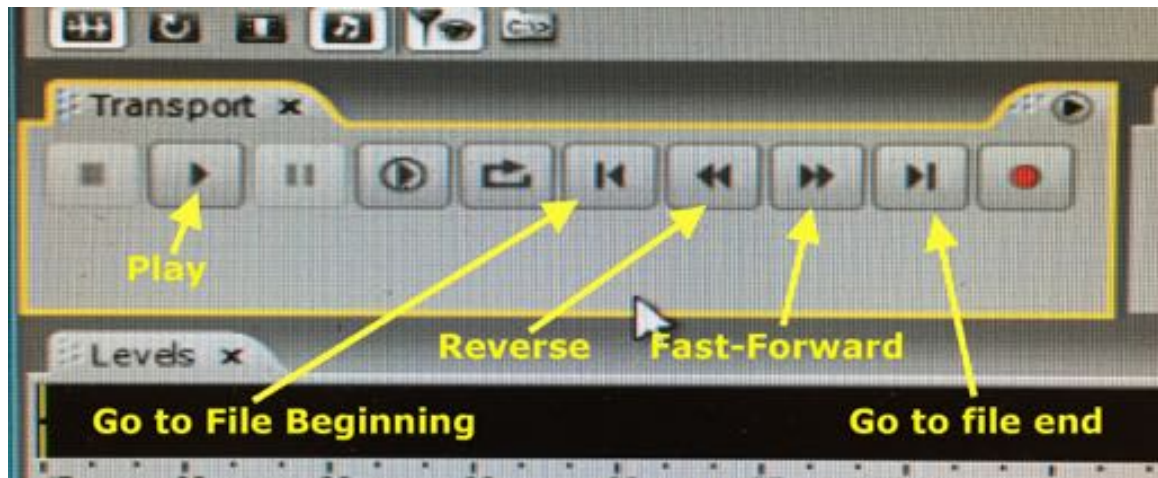 C:\>
Transport x
Play
Reverse
Fast-Forward
Levels x
Go to File Beginning
Go to file end